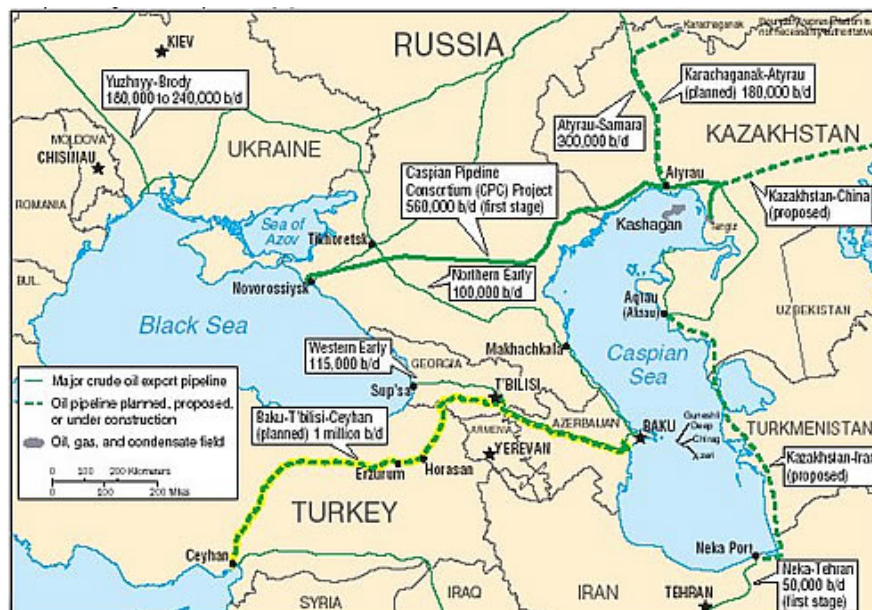 KIEV
RUSSIA
Karachaganak
Yuzhnyy-Brody
180,000 to 240,000 b/d
Karachaganak-Atyrau
(planned) 180,000 b/d
MOLDOVA
CHISINAU
UKRAINE
Atyrau-Samara
300,000 b/d
KAZAKHSTAN
Caspian Pipeline
Consortium (CPC) Project
560,000 b/d (first stage)
Atyrau
ROMANIA
Sea of
Azov
Kashagan
Tengiz
Kazakhstan-China
(proposed)
Tikhoretsk
BUL.
Novorossiysk
Northern Early
100,000 b/d
Aqtau
UZBEKISTAN
Black Sea
Western Early
115,000 b/d
GEORGIA
Makhachkala
Caspian
Sea
Major crude oil export pipeline
Oil pipeline planned, proposed,
or under construction
Oil, gas, and condensate field
0 100 200 Kilometers
0 100 200 Miles
Sup'sa
T'BILISI
Baku-T'bilisi-Ceyhan
(planned) 1 million b/d
AZERBAIJAN
BAKU
Guneshli
Deep
Chirag
Azeri
TURKMENISTAN
ARMENIA
YEREVAN
Kazakhstan-Iran
(proposed)
Erzurum
Horasan
TURKEY
Ceyhan
Neka Port
Neka-Tehran
50,000 b/d
(first stage)
SYRIA
IRAQ
IRAN
TEHRAN